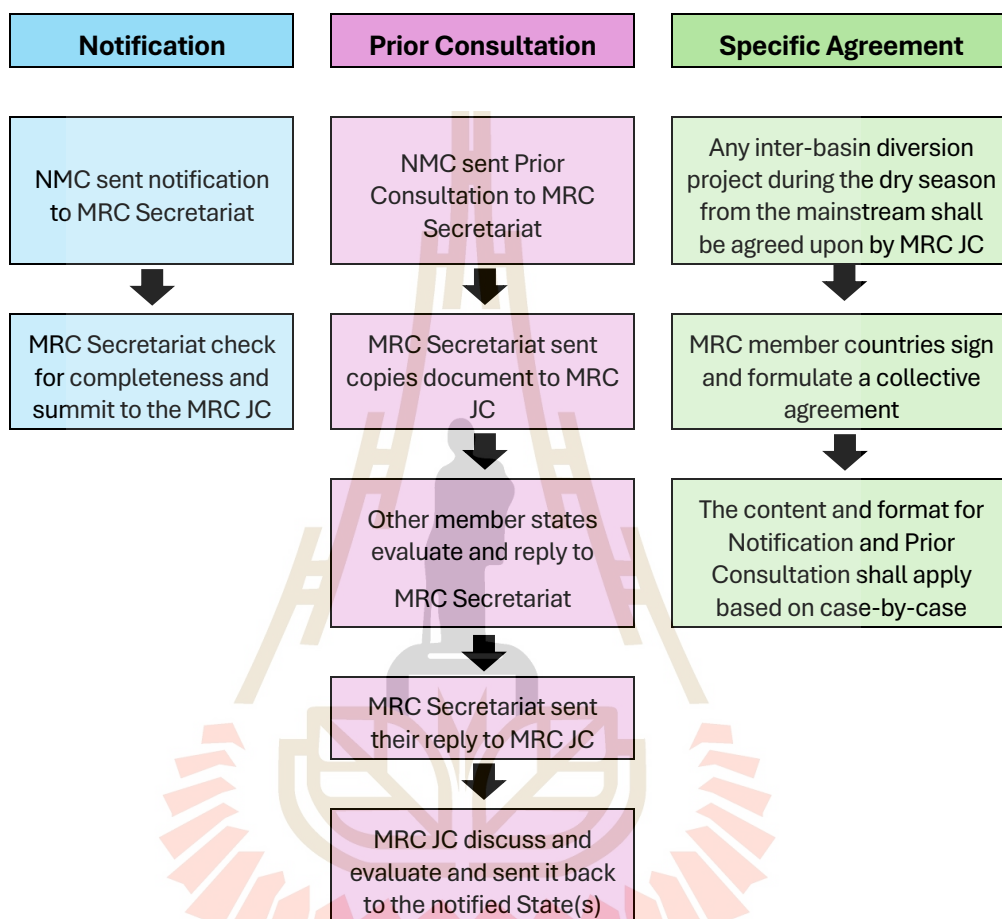 Notification
Prior Consultation
Specific Agreement
NMC sent notification
to MRC Secretariat
MRC Secretariat check
for completeness and
summit to the MRC JC
NMC sent Prior
Consultation to MRC
Secretariat
MRC Secretariat sent
copies document to MRC
JC
Other member states
evaluate and reply to
MRC Secretariat
MRC Secretariat sent
their reply to MRC JC
MRC JC discuss and
evaluate and sent it back
to the notified State(s)
Any inter-basin diversion
project during the dry season
from the mainstream shall
be agreed upon by MRC JC
MRC member countries sign
and formulate a collective
agreement
The content and format for
Notification and Prior
Consultation shall apply
based on case-by-case